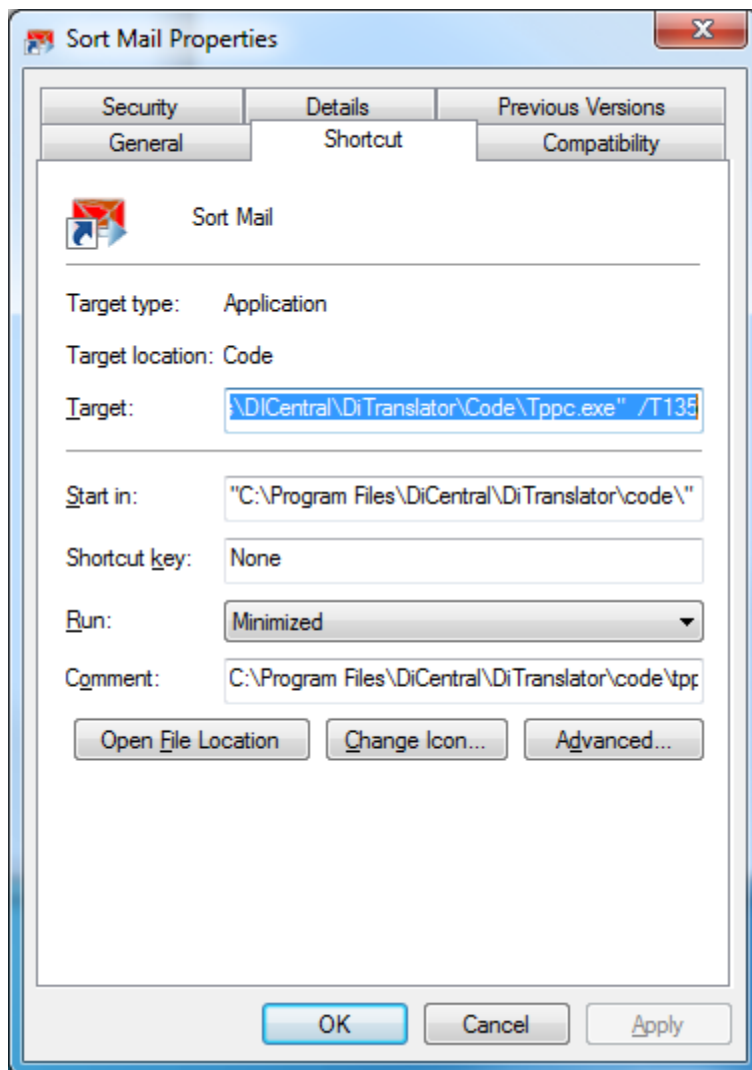 Sort Mail Properties
Security Details Previous Versions
General Shortcut Compatibility
Sort Mail
Target type: Application
Target location: Code
Target: \DICentral\DiTranslator\Code\Tppc.exe" /T135
Start in: "C:\Program Files\DiCentral\DiTranslator\code\"
Shortcut key: None
Run: Minimized
Comment: C:\Program Files\DiCentral\DiTranslator\code\tpp
Open File Location Change Icon... Advanced...
OK Cancel Apply